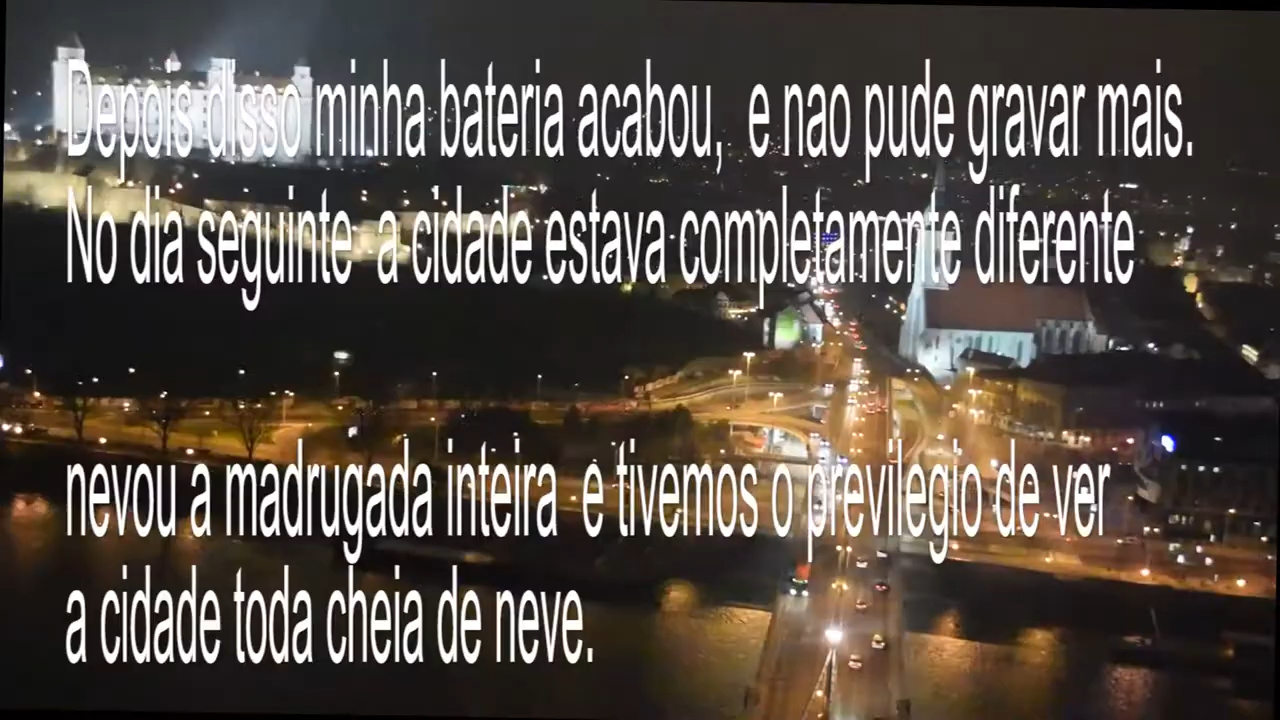 Depois disso minha bateria acabou, e nao pude gravar mais.
No dia seguinte a cidade estava completamente diferente
nevou a madrugada inteira e tivemos o previlegio de ver
a cidade toda cheia de neve.